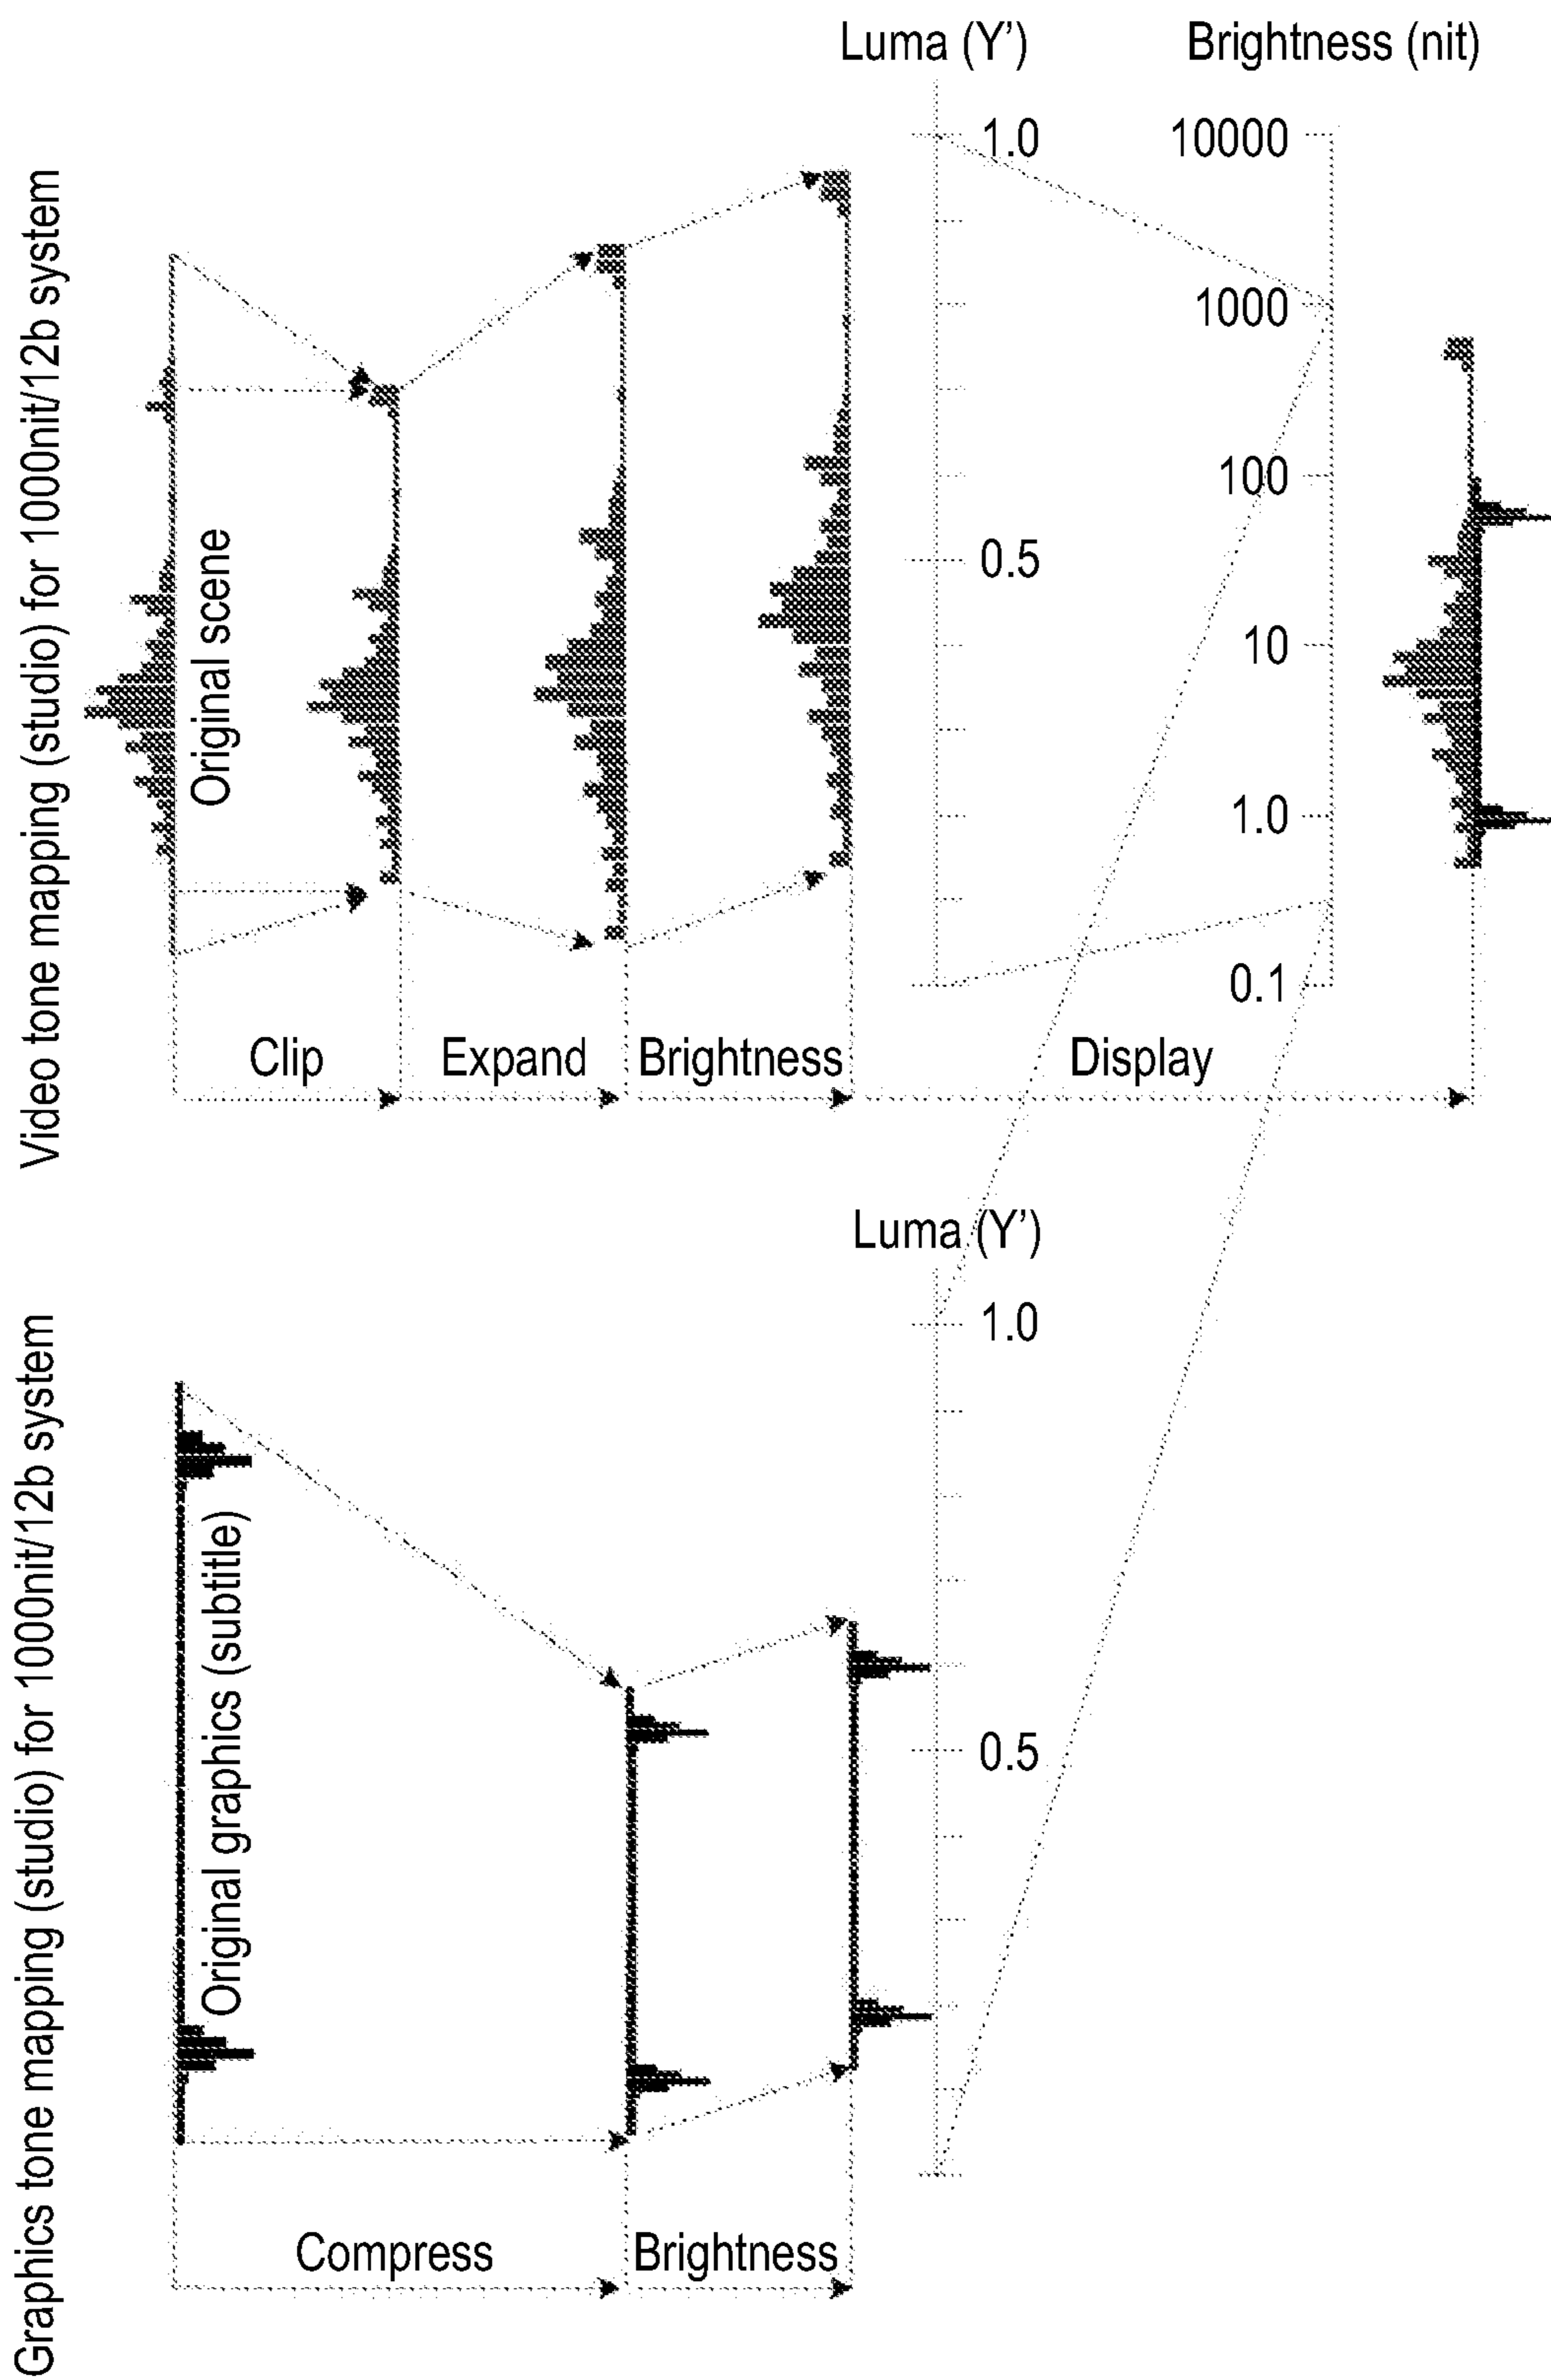 Video tone mapping (studio) for 1000nit/12b system
Original scene
Clip
Expand
Brightness
Display
Luma (Y')
1.0
0.5
Brightness (nit)
10000
1000
100
10
1.0
0.1
Graphics tone mapping (studio) for 1000nit/12b system
Original graphics (subtitle)
Compress
Brightness
Luma (Y')
1.0
0.5